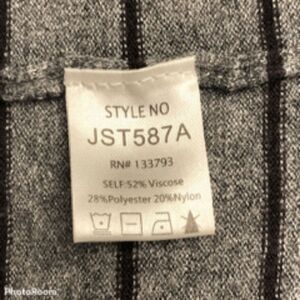 STYLE NO
JST587A
RN# 133793
SELF:52% Viscose
28%Polyester 20%Nylon
PhotoRoom